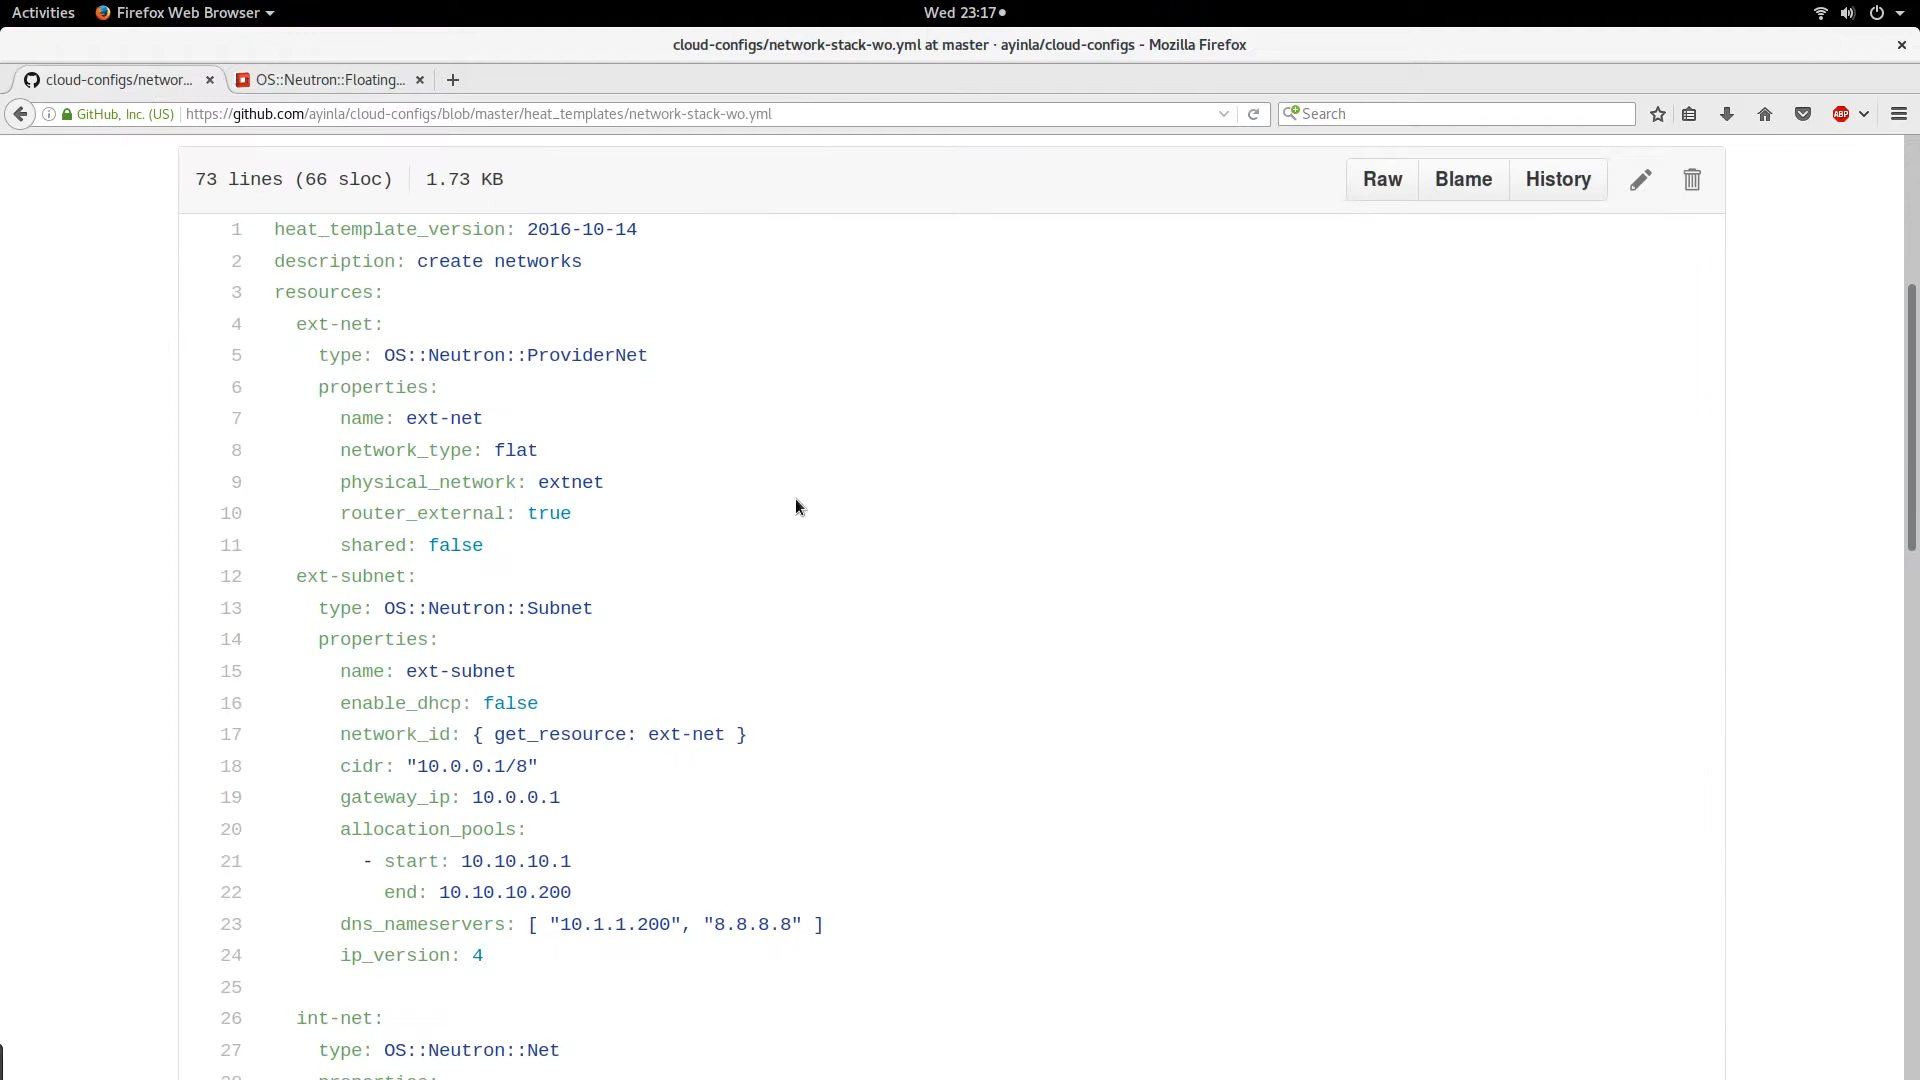 Activities Firefox Web Browser Wed 23:17
cloud-configs/network-stack-wo.yml at master · ayinla/cloud-configs - Mozilla Firefox
cloud-configs/networ... OS::Neutron::Floating...
GitHub, Inc. (US) https://github.com/ayinla/cloud-configs/blob/master/heat_templates/network-stack-wo.yml Search ABP
73 lines (66 sloc) 1.73 KB Raw Blame History
1 heat_template_version: 2016-10-14
2 description: create networks
3 resources:
4 ext-net:
5 type: OS::Neutron::ProviderNet
6 properties:
7 name: ext-net
8 network_type: flat
9 physical_network: extnet
10 router_external: true
11 shared: false
12 ext-subnet:
13 type: OS::Neutron::Subnet
14 properties:
15 name: ext-subnet
16 enable_dhcp: false
17 network_id: { get_resource: ext-net }
18 cidr: "10.0.0.1/8"
19 gateway_ip: 10.0.0.1
20 allocation_pools:
21 - start: 10.10.10.1
22 end: 10.10.10.200
23 dns_nameservers: [ "10.1.1.200", "8.8.8.8" ]
24 ip_version: 4
25
26 int-net:
27 type: OS::Neutron::Net
28 properties: